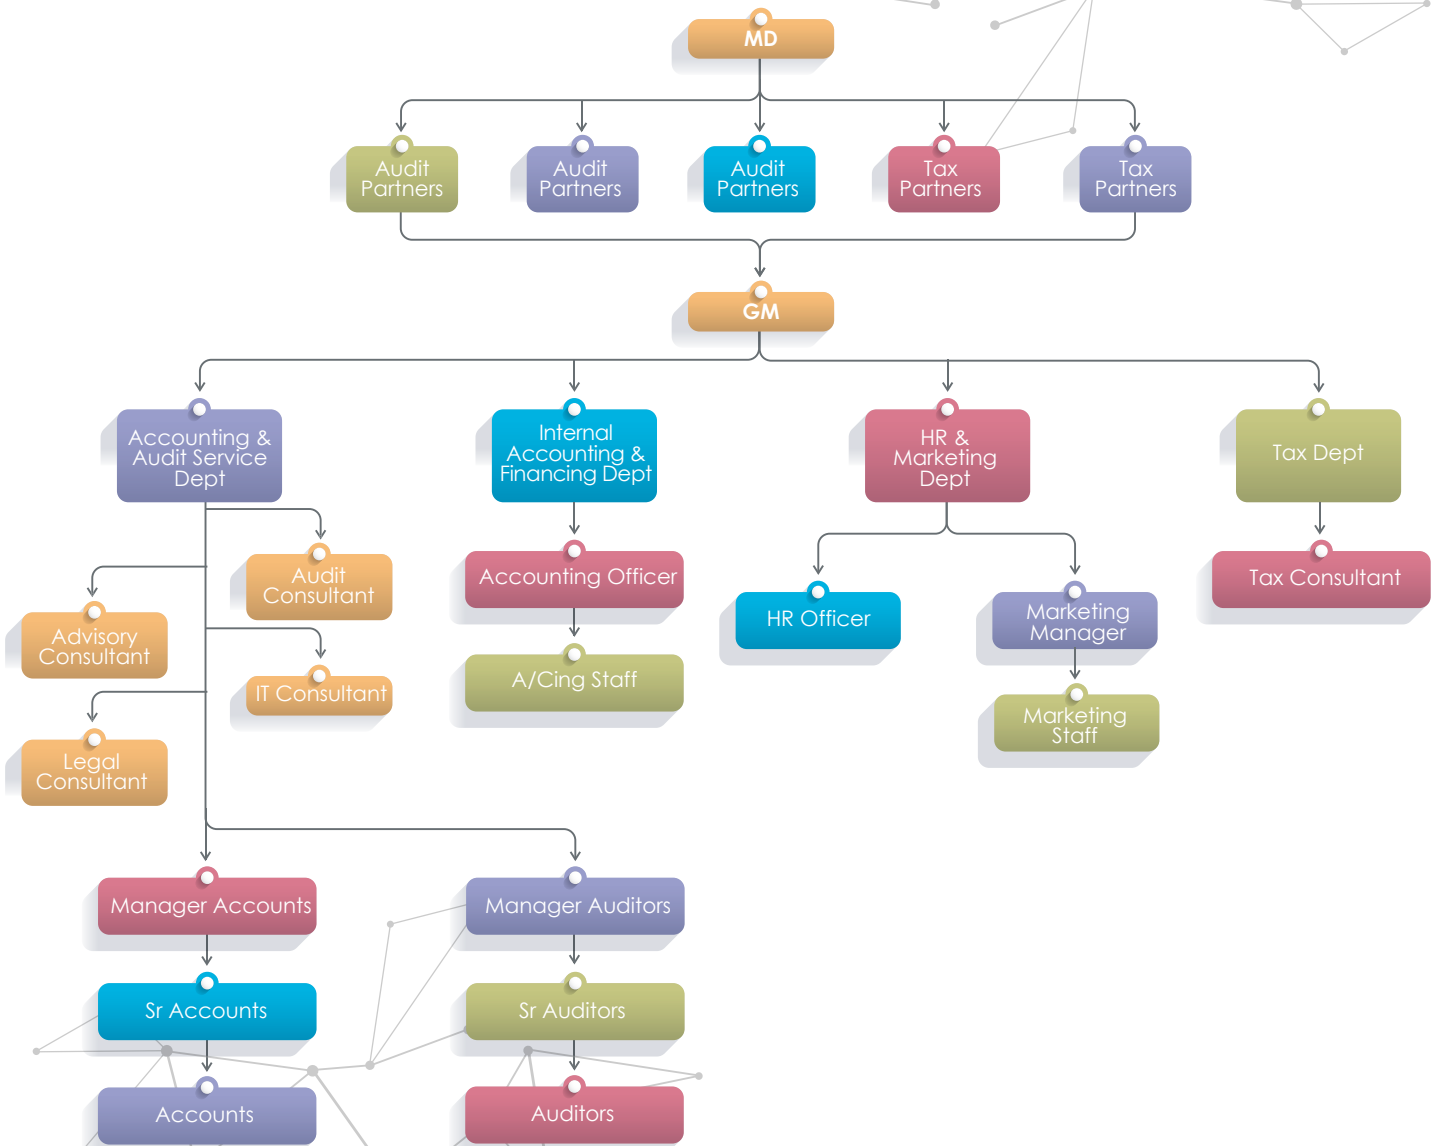 MD
Audit
Partners
Audit
Partners
Audit
Partners
Tax
Partners
Tax
Partners
GM
Accounting &
Audit Service
Dept
Internal
Accounting &
Financing Dept
HR &
Marketing
Dept
Tax Dept
Audit
Consultant
Advisory
Consultant
IT Consultant
Legal
Consultant
Accounting Officer
A/Cing Staff
HR Officer
Marketing
Manager
Marketing
Staff
Tax Consultant
Manager Accounts
Manager Auditors
Sr Accounts
Sr Auditors
Accounts
Auditors